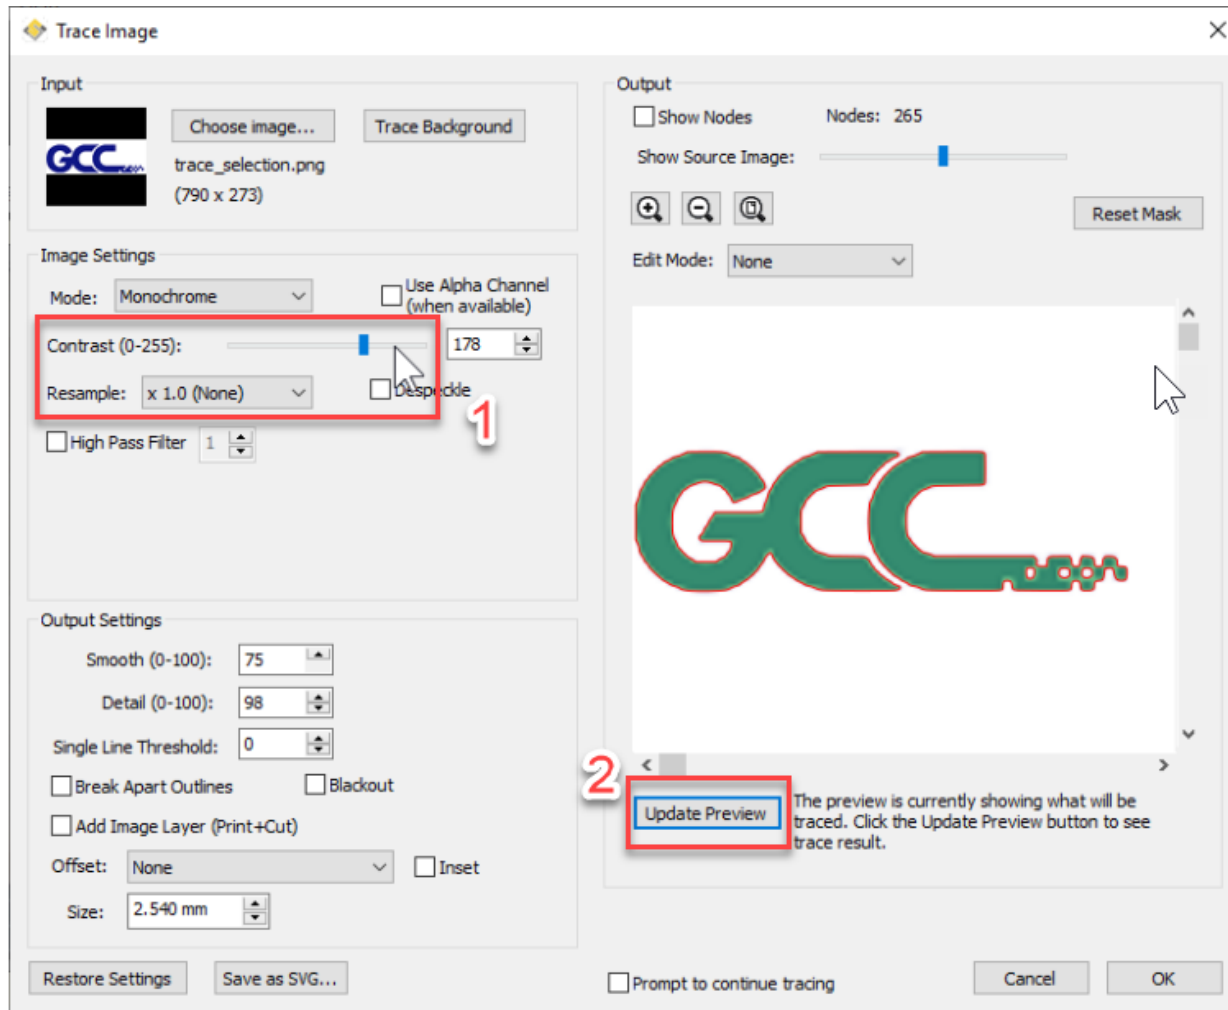 Trace Image
Input
Choose image...
Trace Background
GCC
trace_selection.png
(790 x 273)
Image Settings
Mode: Monochrome
Use Alpha Channel
(when available)
Contrast (0-255): 178
Resample: x 1.0 (None)
Despeckle
1
High Pass Filter 1
Output Settings
Smooth (0-100): 75
Detail (0-100): 98
Single Line Threshold: 0
Break Apart Outlines
Blackout
Add Image Layer (Print+Cut)
Offset: None
Inset
Size: 2.540 mm
Restore Settings
Save as SVG...
Output
Show Nodes
Nodes: 265
Show Source Image:
Reset Mask
Edit Mode: None
GCC
2
Update Preview
The preview is currently showing what will be
traced. Click the Update Preview button to see
trace result.
Prompt to continue tracing
Cancel
OK